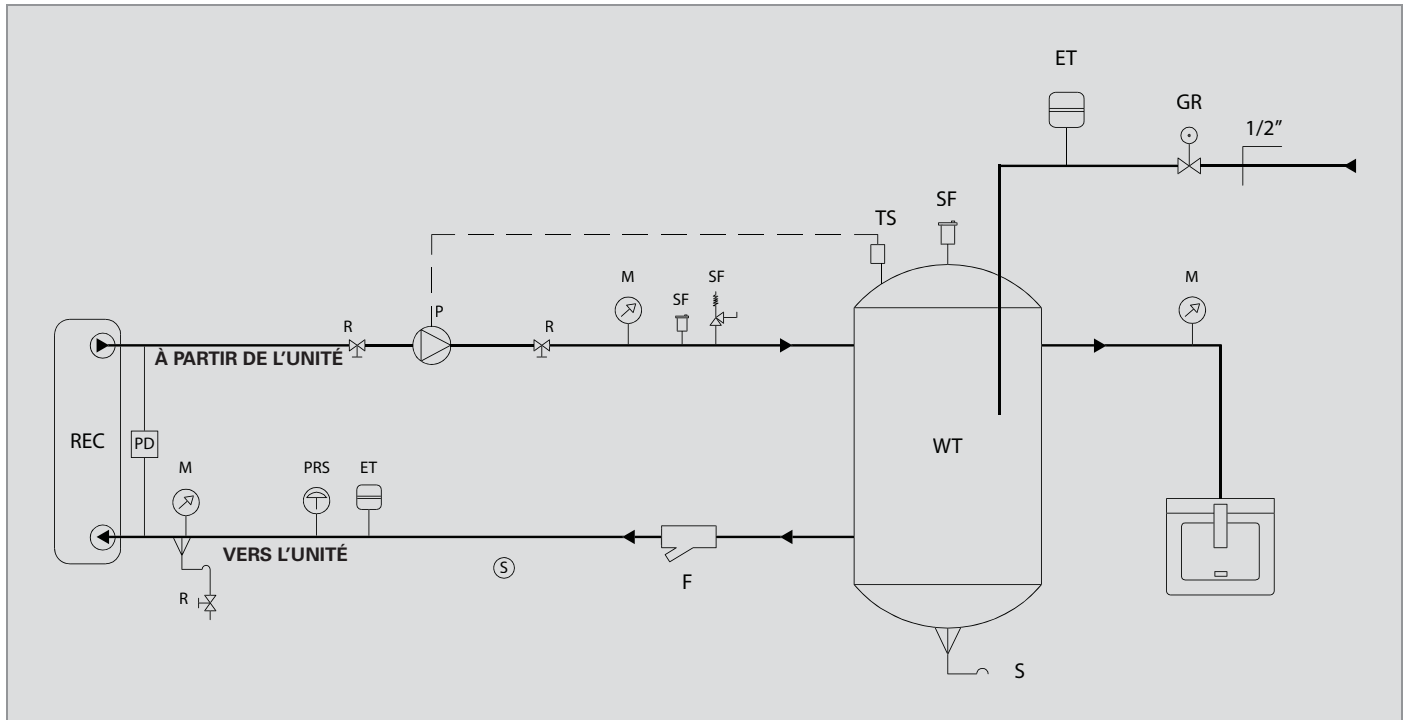 ET
GR
1/2”
SF
TS
M
SF
SF
M
P
R
R
À PARTIR DE L’UNITÉ
REC
PD
WT
M
PRS
ET
VERS L’UNITÉ
S
F
R
S